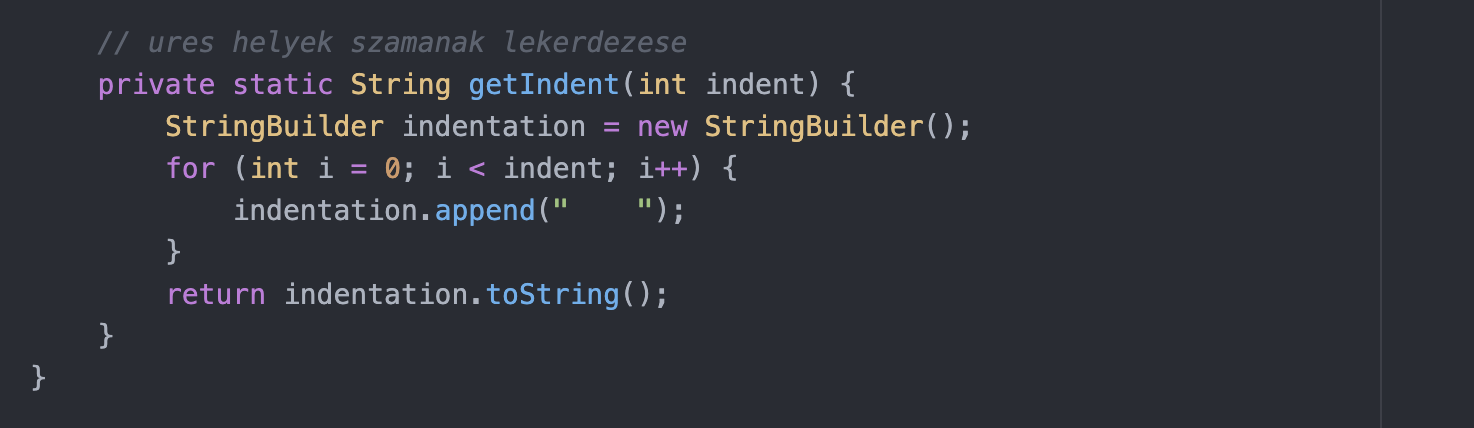 // ures helyek szamanak lekerdezese
private static String getIndent(int indent) {
StringBuilder indentation = new StringBuilder();
for (int i = 0; i < indent; i++) {
indentation.append("    ");
}
return indentation.toString();
}
}